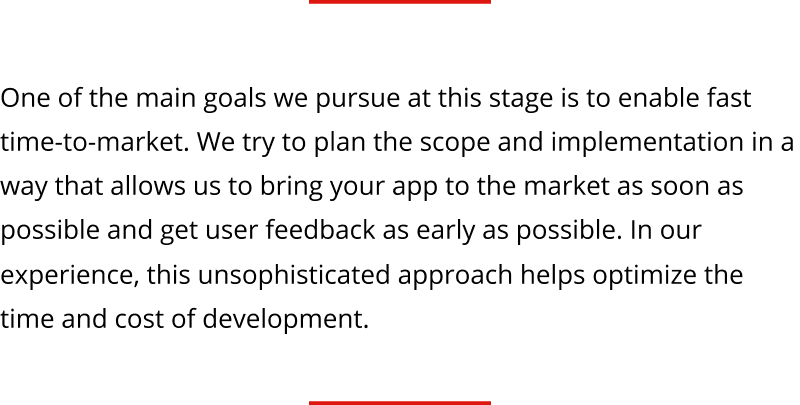 One of the main goals we pursue at this stage is to enable fast
time-to-market. We try to plan the scope and implementation in a
way that allows us to bring your app to the market as soon as
possible and get user feedback as early as possible. In our
experience, this unsophisticated approach helps optimize the
time and cost of development.